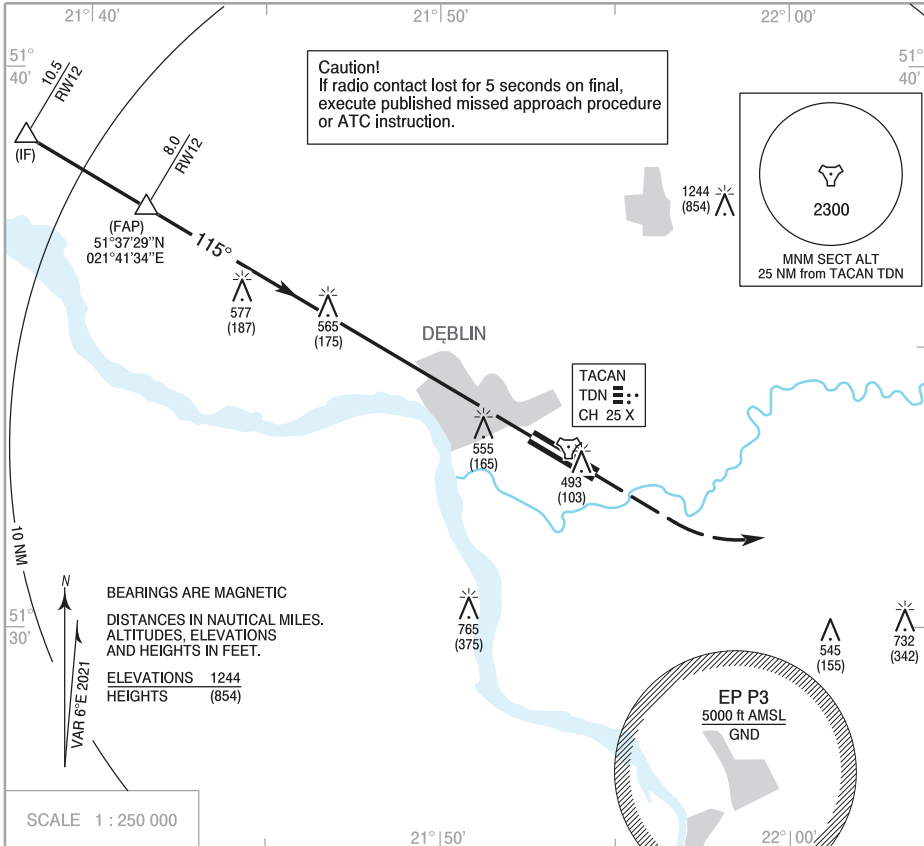 21° 40'
21° 50'
22° 00'
51°
40'
51°
40'
10.5
RW12
(IF)
8.0
RW12
(FAP)
51°37'29"N
021°41'34"E
115°
Caution!
If radio contact lost for 5 seconds on final,
execute published missed approach procedure
or ATC instruction.
1244
(854)
2300
MNM SECT ALT
25 NM from TACAN TDN
577
(187)
565
(175)
DĘBLIN
TACAN
TDN
CH 25 X
555
(165)
493
(103)
10 NM
N
VAR 6°E 2021
BEARINGS ARE MAGNETIC
DISTANCES IN NAUTICAL MILES.
ALTITUDES, ELEVATIONS
AND HEIGHTS IN FEET.
ELEVATIONS 1244
HEIGHTS (854)
51°
30'
51°
30'
765
(375)
545
(155)
732
(342)
EP P3
5000 ft AMSL
GND
SCALE 1 : 250 000
21° 50'
22° 00'